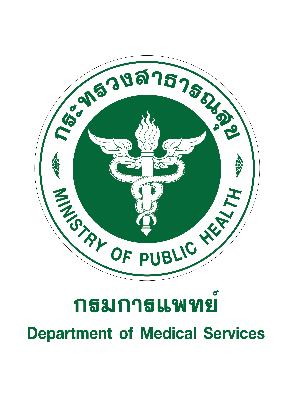 กระทรวงสาธารณสุข
MINISTRY OF PUBLIC HEALTH
กรมการแพทย์
Department of Medical Services